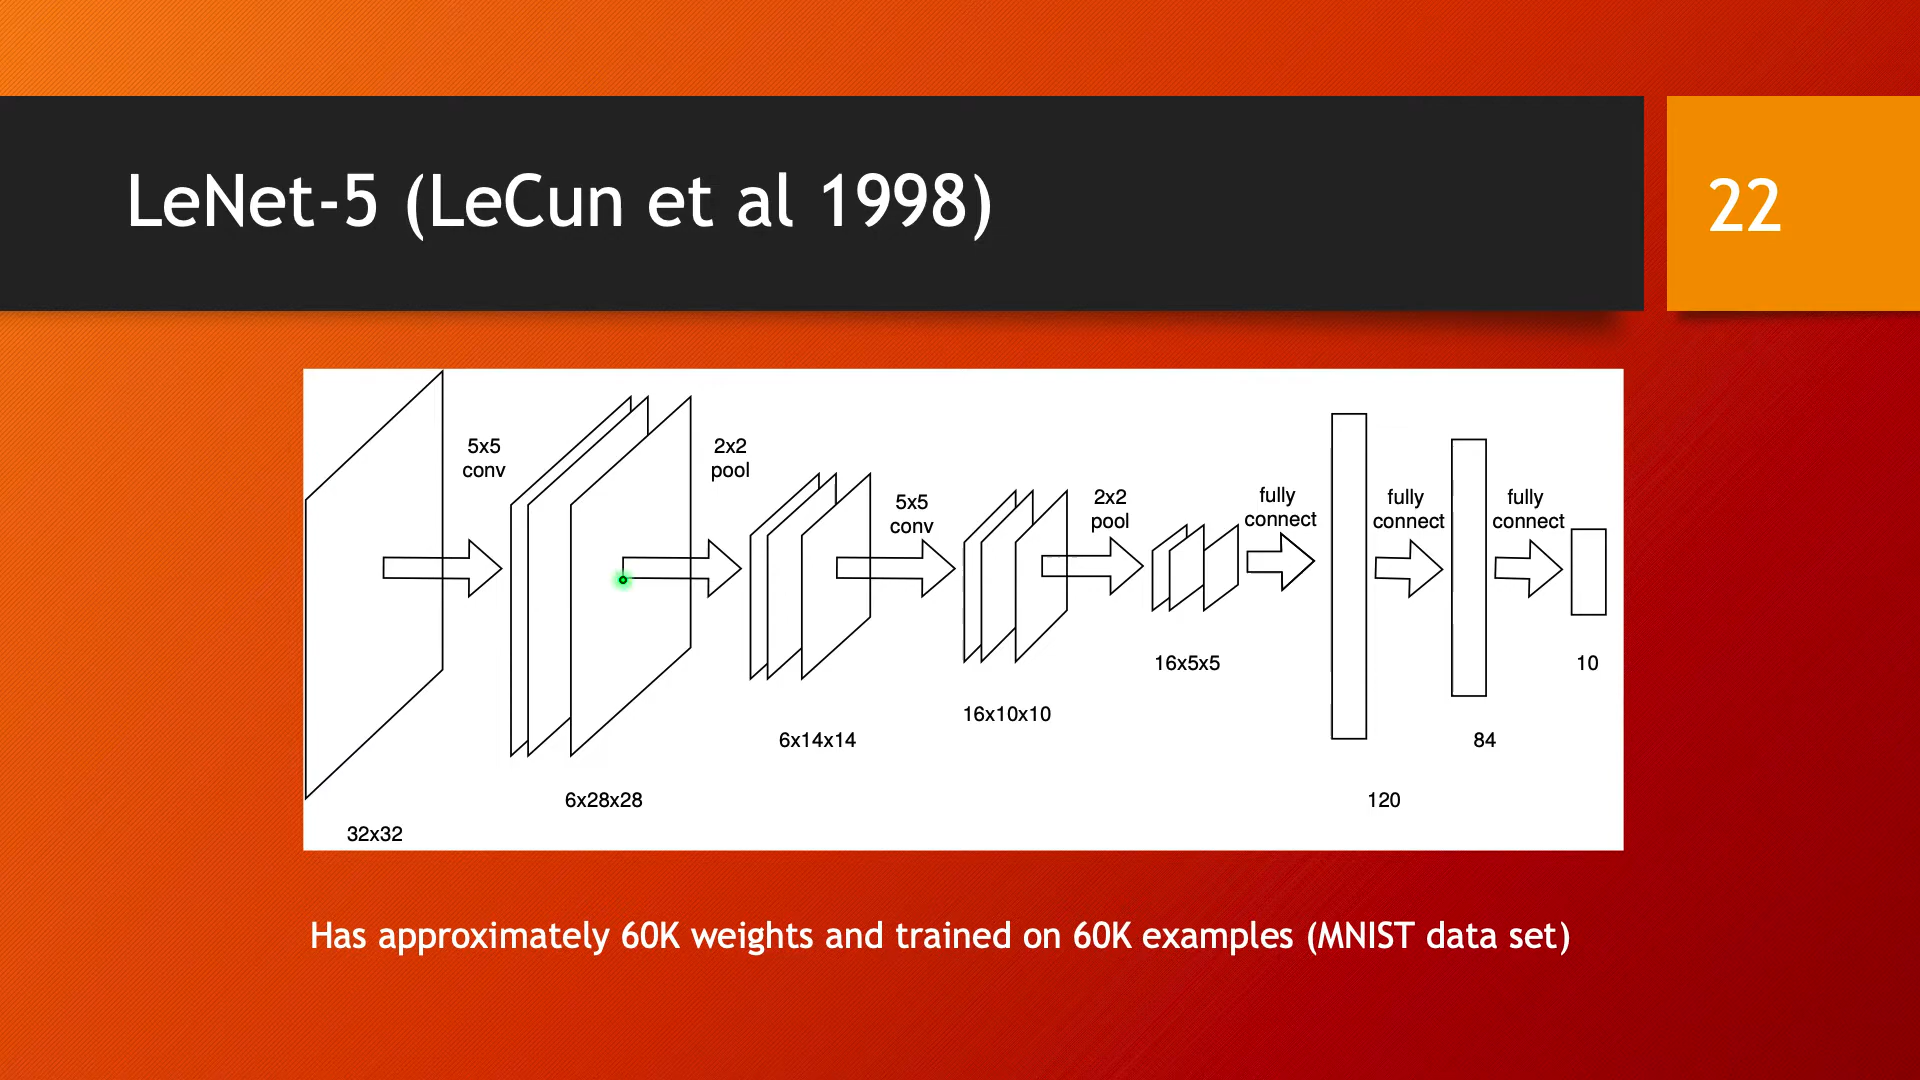 LeNet-5 (LeCun et al 1998)
22
5x5
conv
2x2
pool
5x5
conv
2x2
pool
fully
connect
fully
connect
fully
connect
32x32
6x28x28
6x14x14
16x10x10
16x5x5
120
84
10
Has approximately 60K weights and trained on 60K examples (MNIST data set)